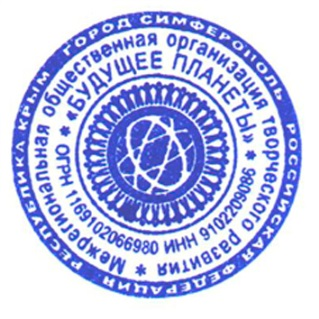 РОССИЙСКАЯ ФЕДЕРАЦИЯ РЕСПУБЛИКА КРЫМ ГОРОД СИМФЕРОПОЛЬ
* Межрегиональная общественная организация творческого развития
* «БУДУЩЕЕ ПЛАНЕТЫ» *
ОГРН 1169102066980 ИНН 9102209086